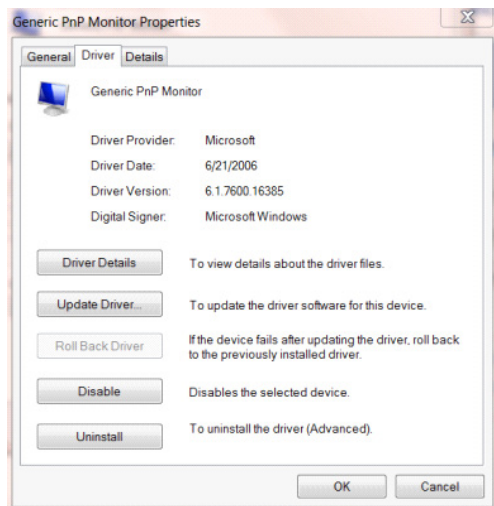 Generic PnP Monitor Properties
General Driver Details
Generic PnP Monitor
Driver Provider: Microsoft
Driver Date: 6/21/2006
Driver Version: 6.1.7600.16385
Digital Signer: Microsoft Windows
Driver Details To view details about the driver files.
Update Driver... To update the driver software for this device.
Roll Back Driver If the device fails after updating the driver, roll back
to the previously installed driver.
Disable Disables the selected device.
Uninstall To uninstall the driver (Advanced).
OK Cancel